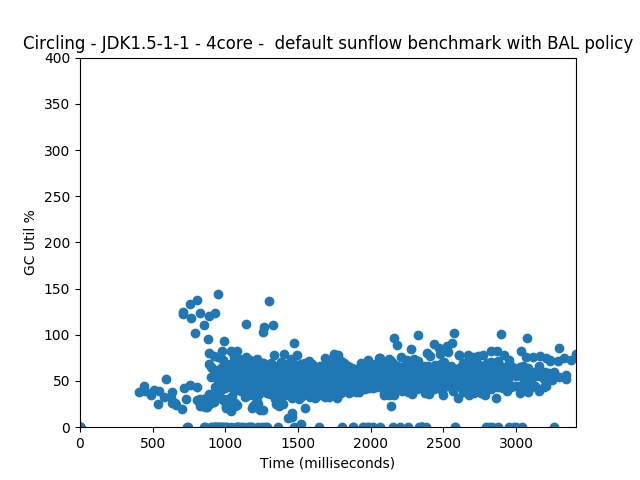 Circling - JDK1.5-1-1 - 4core -  default sunflow benchmark with BAL policy
400
350
300
250
200
150
100
50
0
GC Util %
0 500 1000 1500 2000 2500 3000
Time (milliseconds)